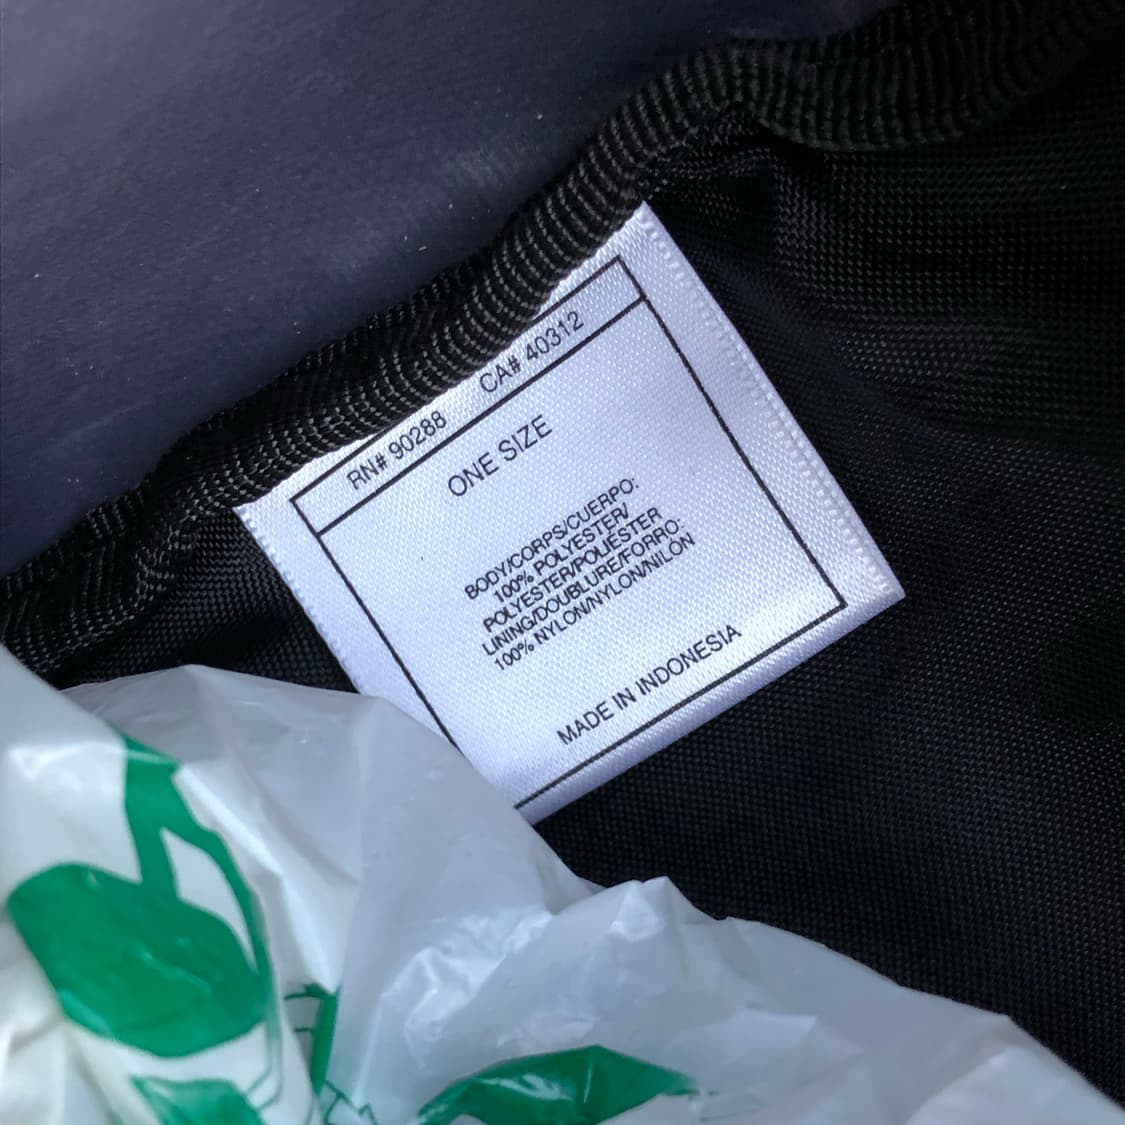 RN# 90288 CA# 40312
ONE SIZE
BODY/CORPS/CUERPO:
100% POLYESTER/
POLYESTER/POLIÉSTER
LINING/DOUBLURE/FORRO:
100% NYLON/NYLON/NILON
MADE IN INDONESIA